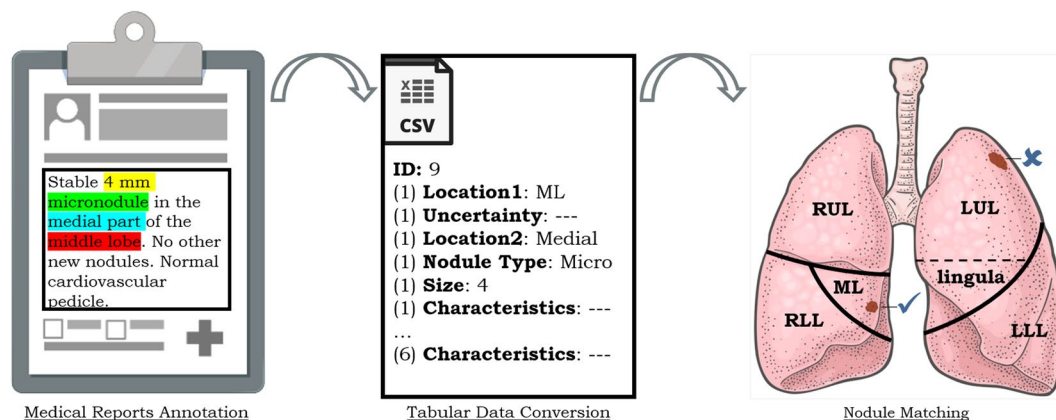 Stable 4 mm
micronodule in the
medial part of the
middle lobe. No other
new nodules. Normal
cardiovascular
pedicle.
Medical Reports Annotation
X
CSV
ID: 9
(1) Location1: ML
(1) Uncertainty: ---
(1) Location2: Medial
(1) Nodule Type: Micro
(1) Size: 4
(1) Characteristics: ---
...
(6) Characteristics: ---
Tabular Data Conversion
RUL
LUL
ML
lingula
RLL
LLL
Nodule Matching